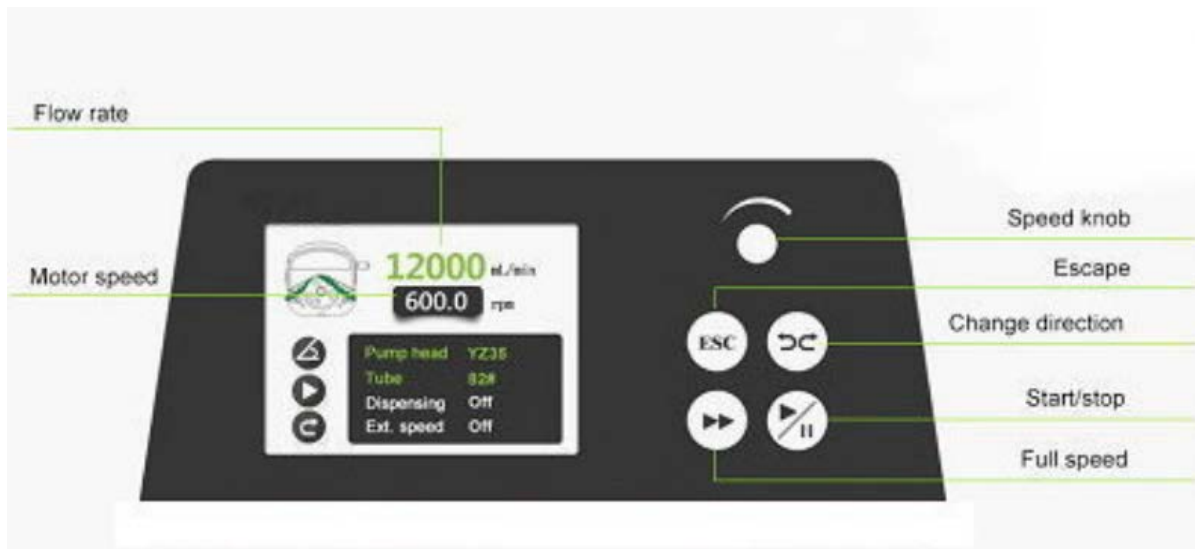 Flow rate
Motor speed
12000 mL/min
600.0 rpm
Pump head YZ35
Tube 82#
Dispensing Off
Ext. speed Off
ESC
Speed knob
Escape
Change direction
Start/stop
Full speed